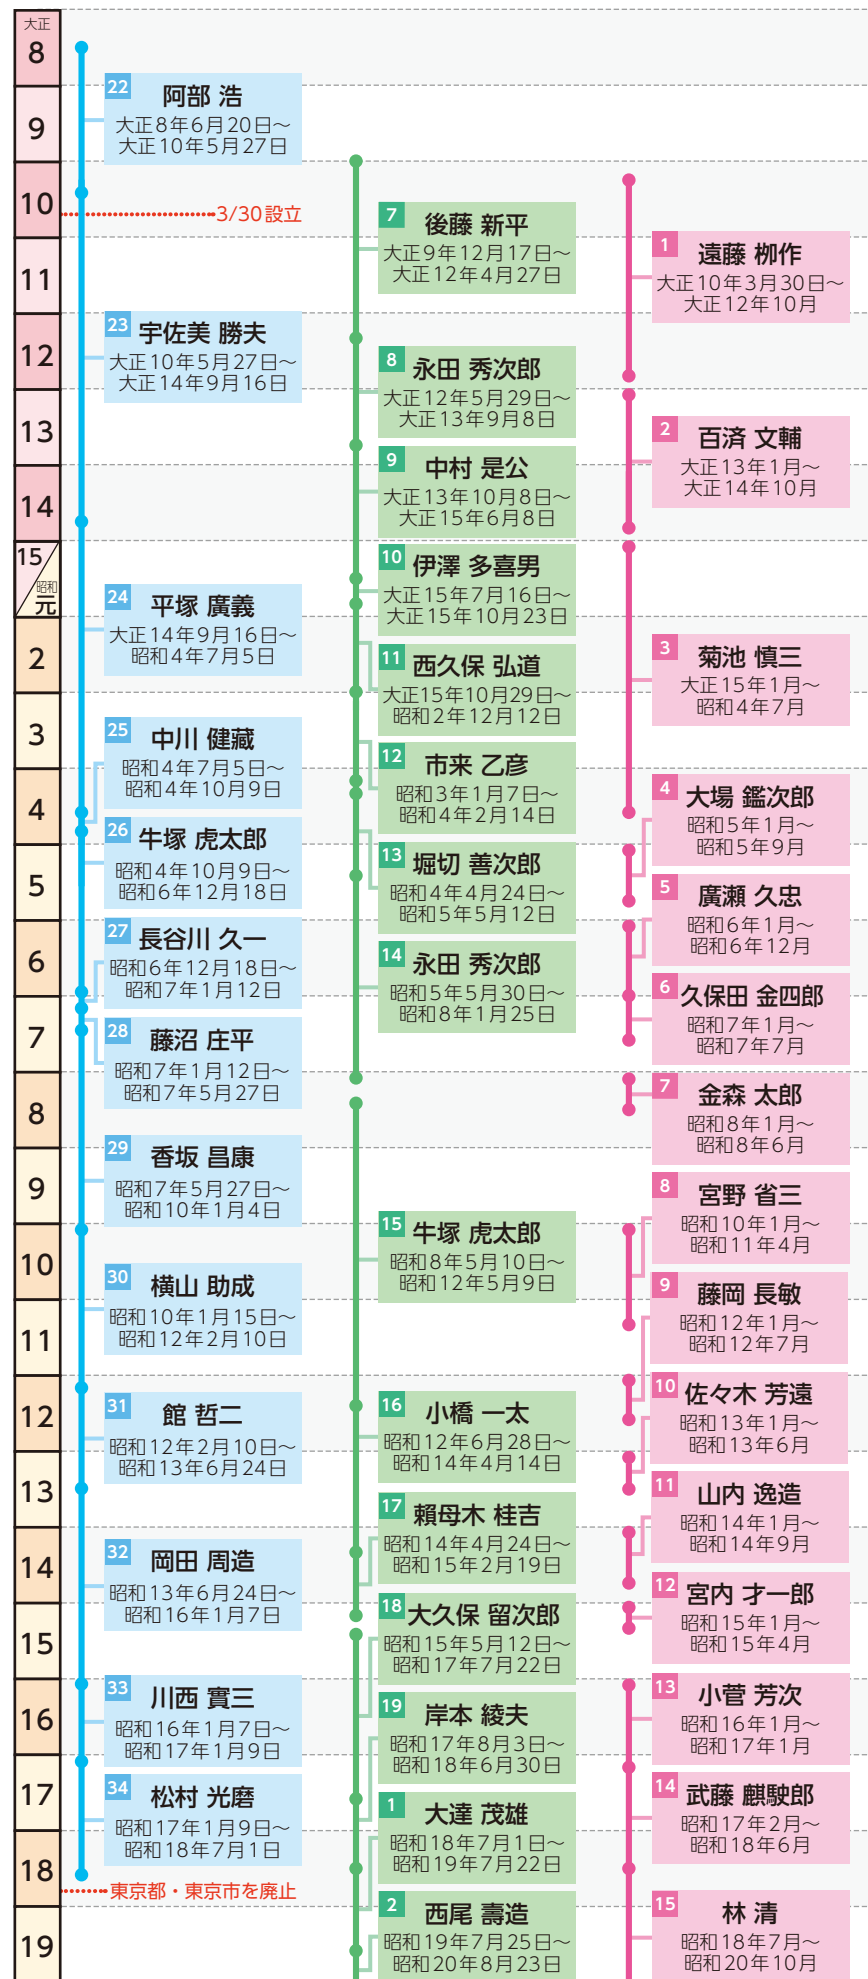 大正
8
9
10
11
12
13
14
15
昭和
元
2
3
4
5
6
7
8
9
10
11
12
13
14
15
16
17
18
19
3/30設立
東京都・東京市を廃止
22
阿部 浩
大正8年6月20日〜
大正10年5月27日
23
宇佐美 勝夫
大正10年5月27日〜
大正14年9月16日
24
平塚 廣義
大正14年9月16日〜
昭和4年7月5日
25
中川 健藏
昭和4年7月5日〜
昭和4年10月9日
26
牛塚 虎太郎
昭和4年10月9日〜
昭和6年12月18日
27
長谷川 久一
昭和6年12月18日〜
昭和7年1月12日
28
藤沼 庄平
昭和7年1月12日〜
昭和7年5月27日
29
香坂 昌康
昭和7年5月27日〜
昭和10年1月4日
30
横山 助成
昭和10年1月15日〜
昭和12年2月10日
31
館 哲二
昭和12年2月10日〜
昭和13年6月24日
32
岡田 周造
昭和13年6月24日〜
昭和16年1月7日
33
川西 實三
昭和16年1月7日〜
昭和17年1月9日
34
松村 光磨
昭和17年1月9日〜
昭和18年7月1日
7
後藤 新平
大正9年12月17日〜
大正12年4月27日
8
永田 秀次郎
大正12年5月29日〜
大正13年9月8日
9
中村 是公
大正13年10月8日〜
大正15年6月8日
10
伊澤 多喜男
大正15年7月16日〜
大正15年10月23日
11
西久保 弘道
大正15年10月29日〜
昭和2年12月12日
12
市来 乙彦
昭和3年1月7日〜
昭和4年2月14日
13
堀切 善次郎
昭和4年4月24日〜
昭和5年5月12日
14
永田 秀次郎
昭和5年5月30日〜
昭和8年1月25日
15
牛塚 虎太郎
昭和8年5月10日〜
昭和12年5月9日
16
小橋 一太
昭和12年6月28日〜
昭和14年4月14日
17
頼母木 桂吉
昭和14年4月24日〜
昭和15年2月19日
18
大久保 留次郎
昭和15年5月12日〜
昭和17年7月22日
19
岸本 綾夫
昭和17年8月3日〜
昭和18年6月30日
1
大達 茂雄
昭和18年7月1日〜
昭和19年7月22日
2
西尾 壽造
昭和19年7月25日〜
昭和20年8月23日
1
遠藤 栁作
大正10年3月30日〜
大正12年10月
2
百済 文輔
大正13年1月〜
大正14年10月
3
菊池 慎三
大正15年1月〜
昭和4年7月
4
大場 鑑次郎
昭和5年1月〜
昭和5年9月
5
廣瀬 久忠
昭和6年1月〜
昭和6年12月
6
久保田 金四郎
昭和7年1月〜
昭和7年7月
7
金森 太郎
昭和8年1月〜
昭和8年6月
8
宮野 省三
昭和10年1月〜
昭和11年4月
9
藤岡 長敏
昭和12年1月〜
昭和12年7月
10
佐々木 芳遠
昭和13年1月〜
昭和13年6月
11
山内 逸造
昭和14年1月〜
昭和14年9月
12
宮内 才一郎
昭和15年1月〜
昭和15年4月
13
小菅 芳次
昭和16年1月〜
昭和17年1月
14
武藤 麒駛郎
昭和17年2月〜
昭和18年6月
15
林 清
昭和18年7月〜
昭和20年10月